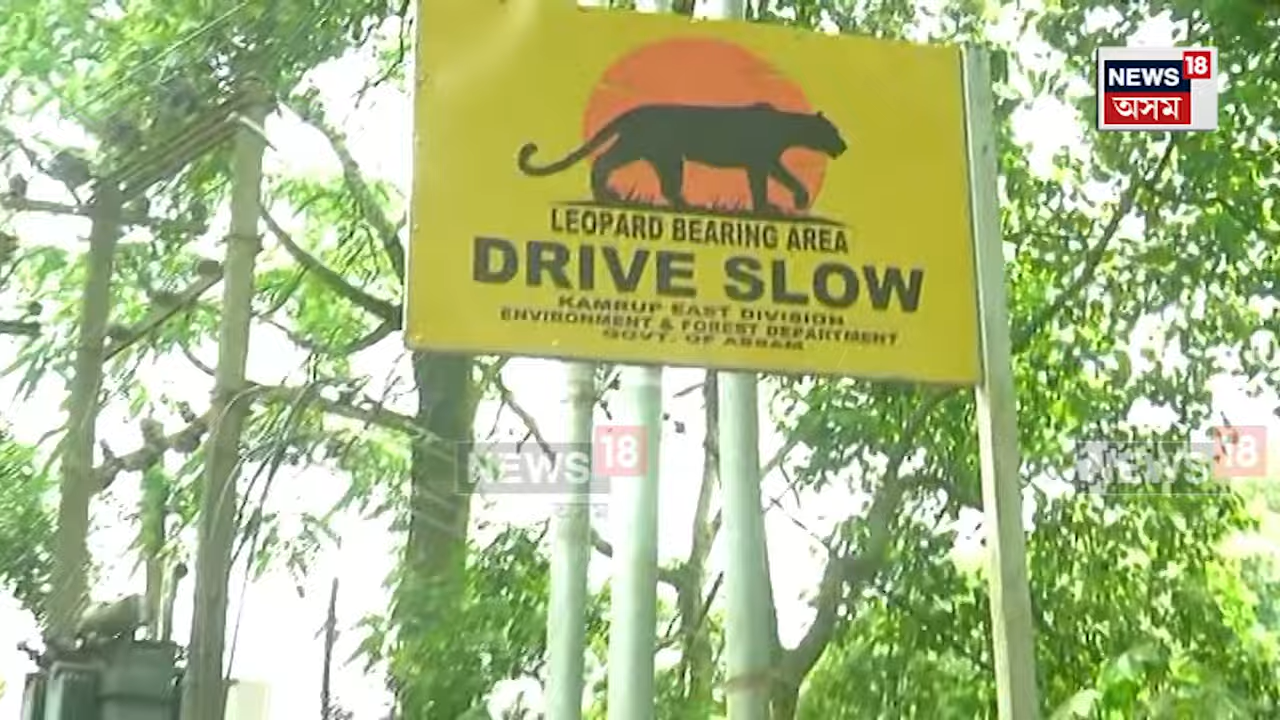 NEWS 18
অসম
LEOPARD BEARING AREA
DRIVE SLOW
KAMRUP EAST DIVISION
ENVIRONMENT & FOREST DEPARTMENT
GOVT. OF ASSAM
NEWS 18
NEWS 18